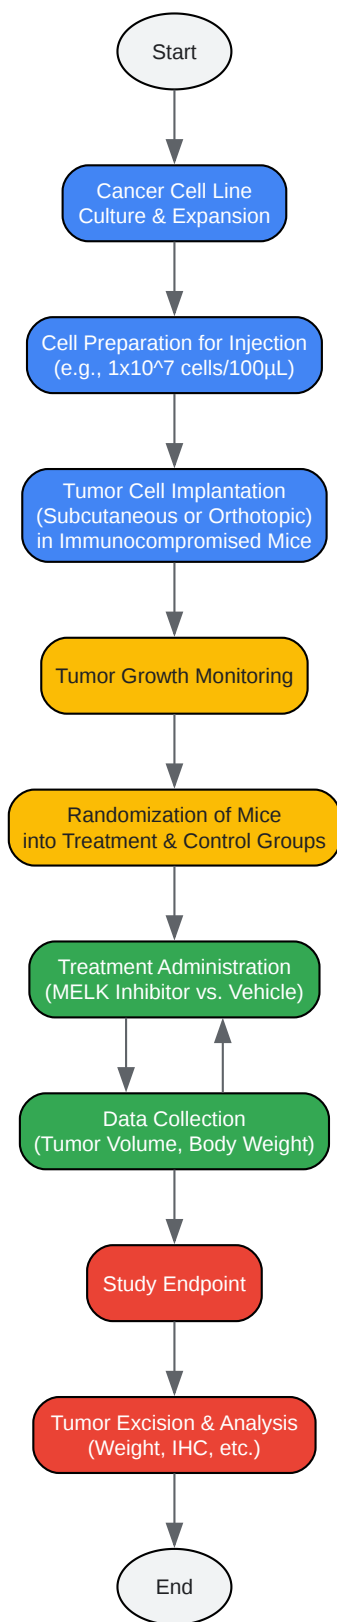 Start
Cancer Cell Line
Culture & Expansion
Cell Preparation for Injection
(e.g., 1x10^7 cells/100µL)
Tumor Cell Implantation
(Subcutaneous or Orthotopic)
in Immunocompromised Mice
Tumor Growth Monitoring
Randomization of Mice
into Treatment & Control Groups
Treatment Administration
(MELK Inhibitor vs. Vehicle)
Data Collection
(Tumor Volume, Body Weight)
Study Endpoint
Tumor Excision & Analysis
(Weight, IHC, etc.)
End